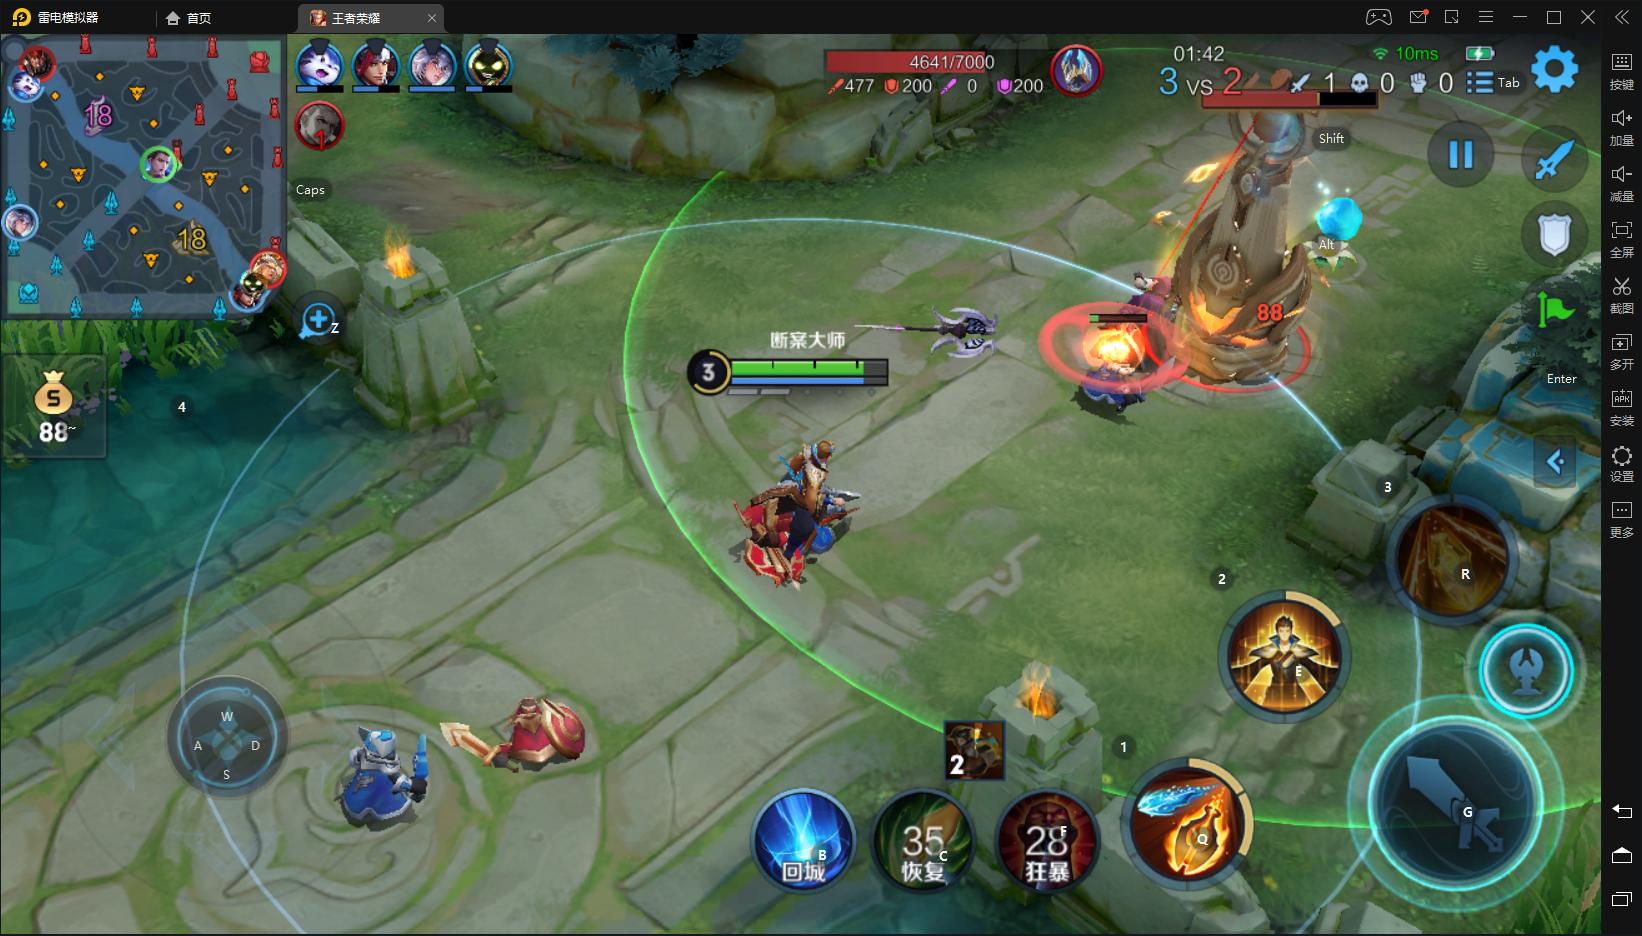 雷电模拟器
首页
王者荣耀
4641/7000
477 200 0 200
01:42
10ms
3 VS 2 1 0 0 Tab
18
18
1
Caps
Shift
Alt
Enter
Z
88~
4
断案大师
3
88
3
2
R
E
W
A D
S
2
1
G
Q
B
回城
35
C
恢复
28
F
狂暴
按键
加量
减量
全屏
截图
多开
APK
安装
设置
更多